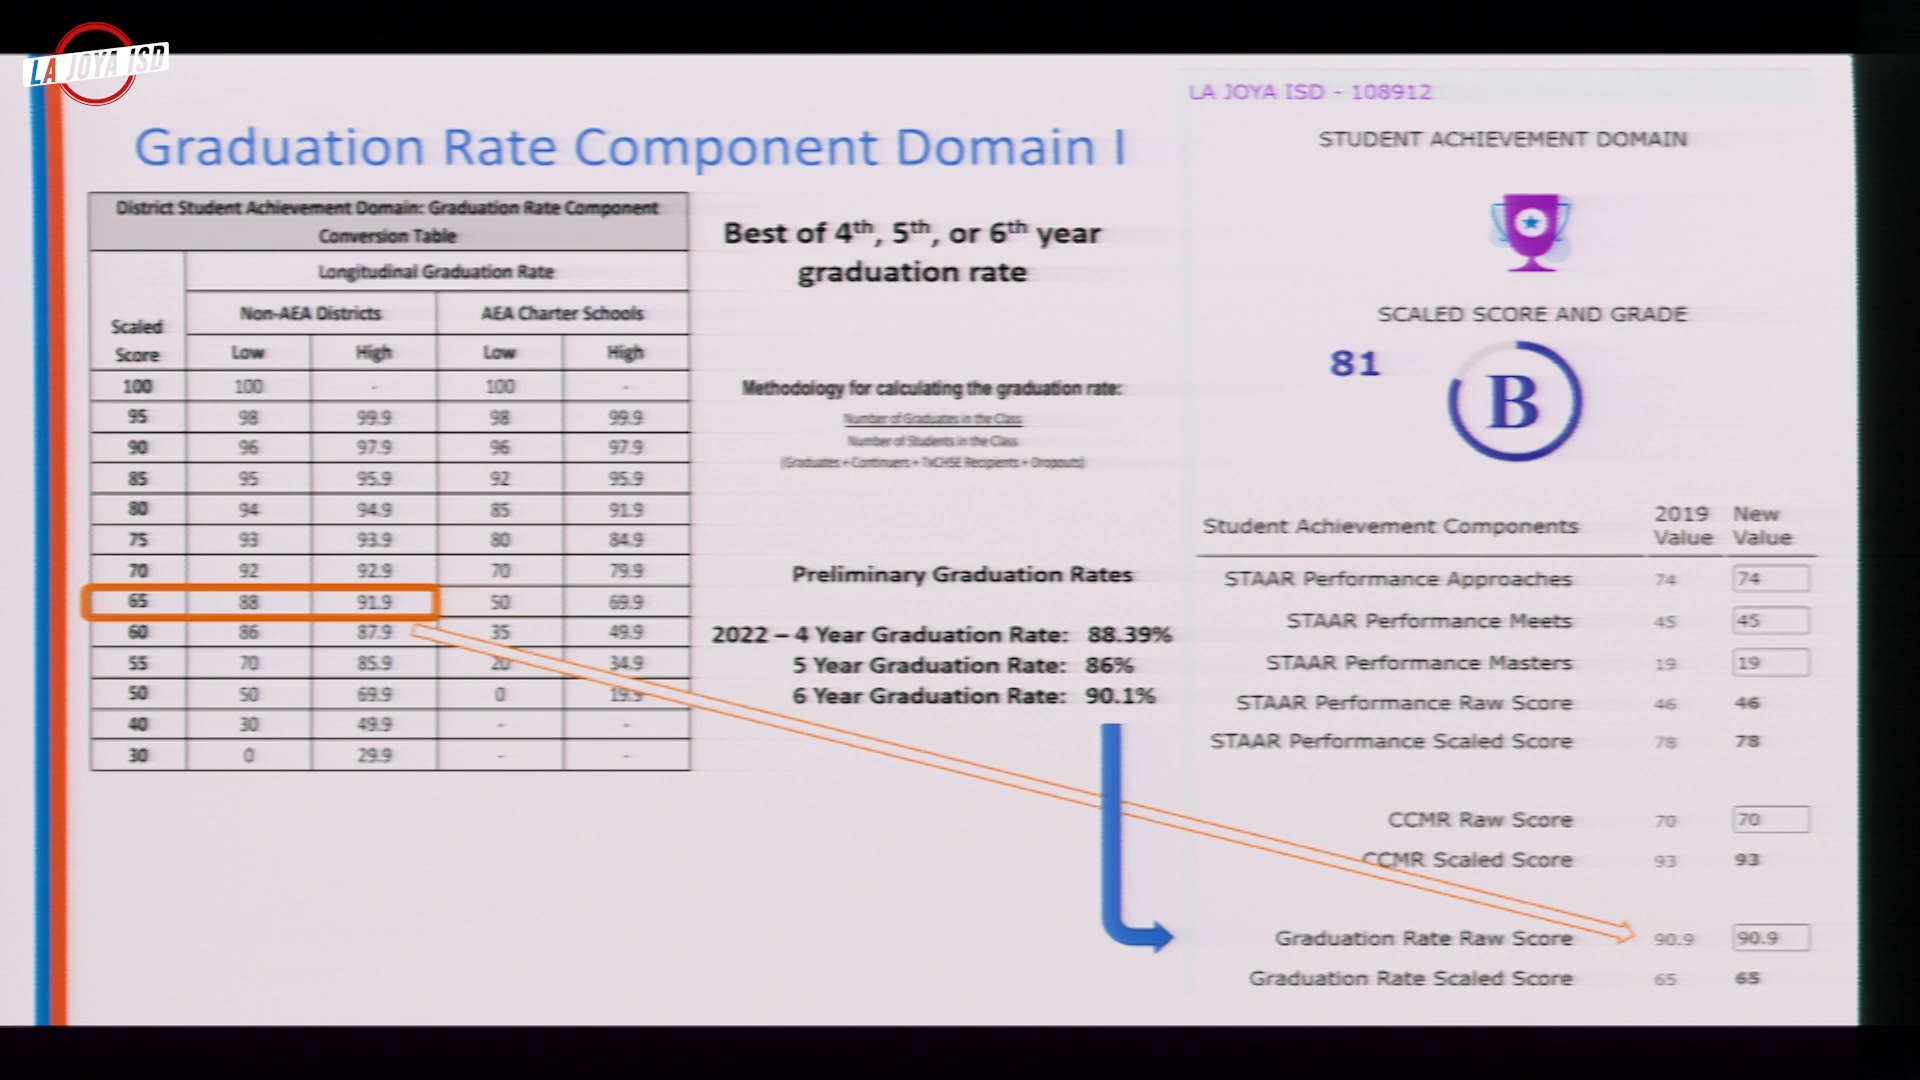 LA JOYA ISD
LA JOYA ISD - 108912
Graduation Rate Component Domain I
District Student Achievement Domain: Graduation Rate Component
Conversion Table
Longitudinal Graduation Rate
Non-AEA Districts AEA Charter Schools
Scaled
Score Low High Low High
100 100 - 100 -
95 98 99.9 98 99.9
90 96 97.9 96 97.9
85 95 95.9 92 95.9
80 94 94.9 85 91.9
75 93 93.9 80 84.9
70 92 92.9 70 79.9
65 88 91.9 50 69.9
60 86 87.9 35 49.9
55 70 85.9 20 34.9
50 50 69.9 0 19.9
40 30 49.9 - -
30 0 29.9 - -
Best of 4th, 5th, or 6th year
graduation rate
Methodology for calculating the graduation rate:
Number of Graduates in the Class
Number of Students in the Class
(Graduates + Continuers + TxCHSE Recipients + Dropouts)
Preliminary Graduation Rates
2022 – 4 Year Graduation Rate: 88.39%
5 Year Graduation Rate: 86%
6 Year Graduation Rate: 90.1%
STUDENT ACHIEVEMENT DOMAIN
SCALED SCORE AND GRADE
81
B
Student Achievement Components 2019 Value New Value
STAAR Performance Approaches 74 74
STAAR Performance Meets 45 45
STAAR Performance Masters 19 19
STAAR Performance Raw Score 46 46
STAAR Performance Scaled Score 78 78
CCMR Raw Score 70 70
CCMR Scaled Score 93 93
Graduation Rate Raw Score 90.9 90.9
Graduation Rate Scaled Score 65 65